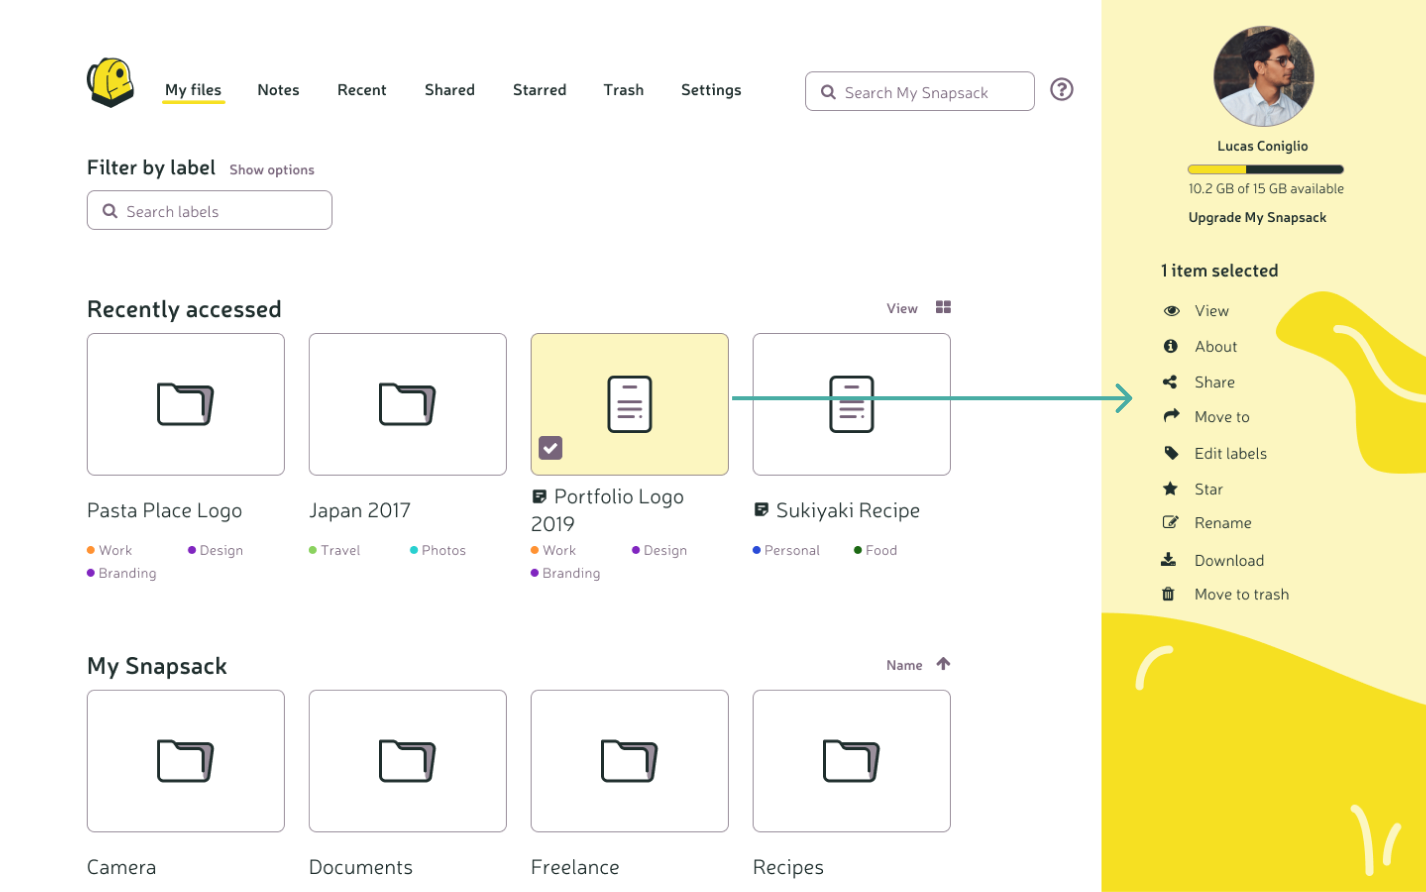 My files
Notes
Recent
Shared
Starred
Trash
Settings
Search My Snapsack
Filter by label
Show options
Search labels
Recently accessed
View
Pasta Place Logo
Work
Design
Branding
Japan 2017
Travel
Photos
Portfolio Logo
2019
Work
Design
Branding
Sukiyaki Recipe
Personal
Food
My Snapsack
Name
Camera
Documents
Freelance
Recipes
Lucas Coniglio
10.2 GB of 15 GB available
Upgrade My Snapsack
1 item selected
View
About
Share
Move to
Edit labels
Star
Rename
Download
Move to trash